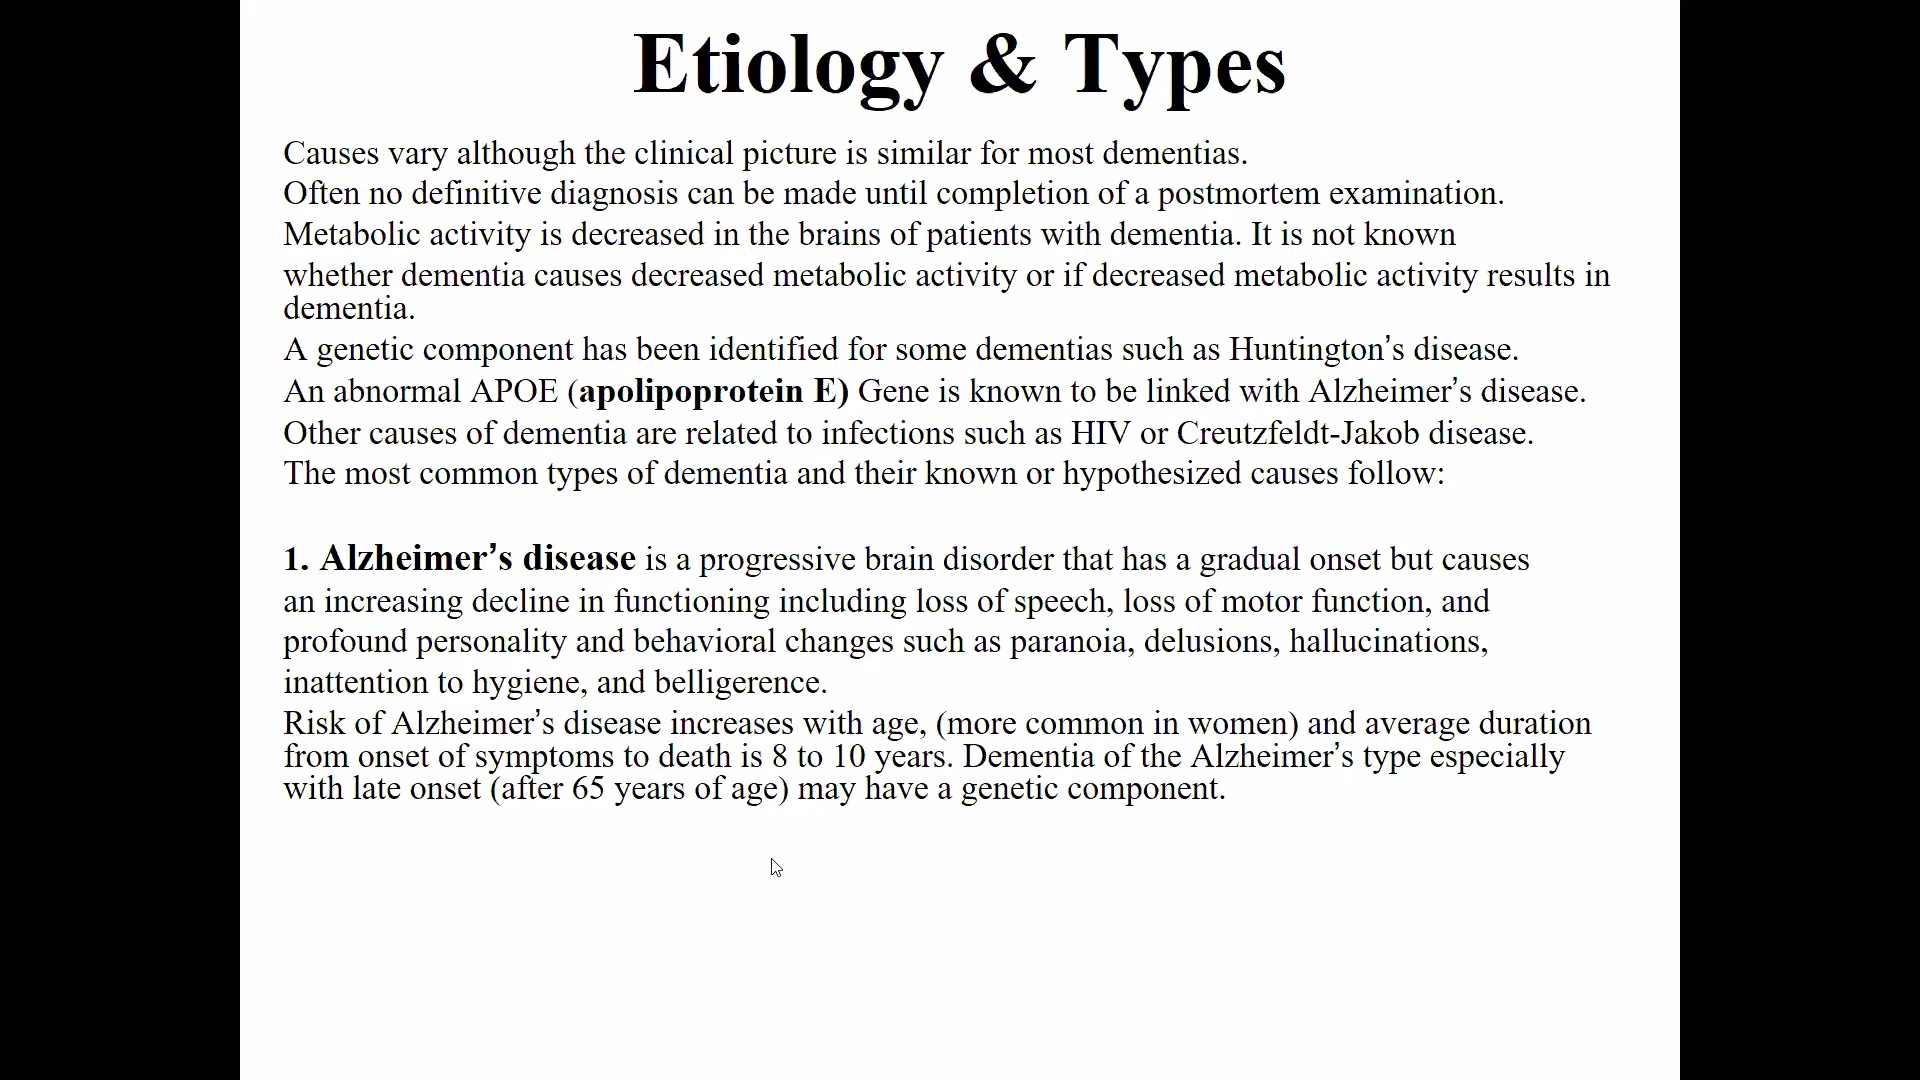 Etiology & Types
Causes vary although the clinical picture is similar for most dementias.
Often no definitive diagnosis can be made until completion of a postmortem examination.
Metabolic activity is decreased in the brains of patients with dementia. It is not known
whether dementia causes decreased metabolic activity or if decreased metabolic activity results in
dementia.
A genetic component has been identified for some dementias such as Huntington’s disease.
An abnormal APOE (apolipoprotein E) Gene is known to be linked with Alzheimer’s disease.
Other causes of dementia are related to infections such as HIV or Creutzfeldt-Jakob disease.
The most common types of dementia and their known or hypothesized causes follow:
1. Alzheimer’s disease is a progressive brain disorder that has a gradual onset but causes
an increasing decline in functioning including loss of speech, loss of motor function, and
profound personality and behavioral changes such as paranoia, delusions, hallucinations,
inattention to hygiene, and belligerence.
Risk of Alzheimer’s disease increases with age, (more common in women) and average duration
from onset of symptoms to death is 8 to 10 years. Dementia of the Alzheimer’s type especially
with late onset (after 65 years of age) may have a genetic component.